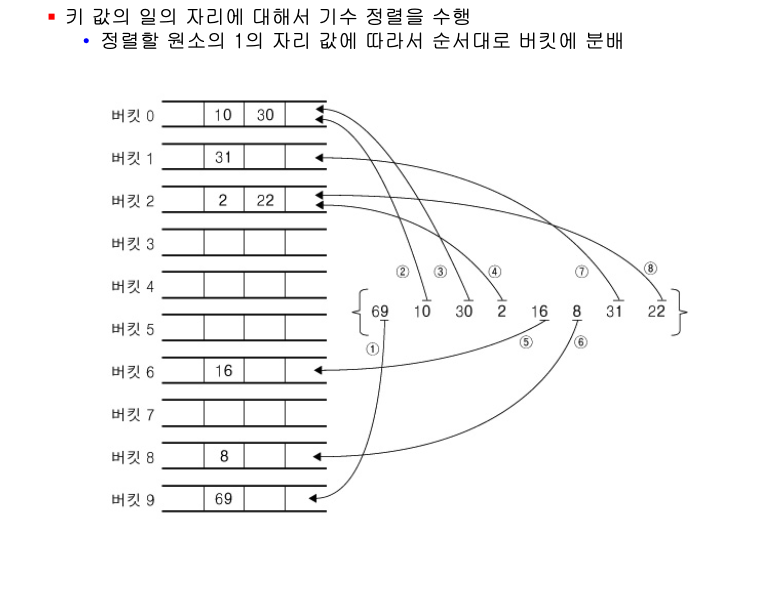 키 값의 일의 자리에 대해서 기수 정렬을 수행
정렬할 원소의 1의 자리 값에 따라서 순서대로 버킷에 분배
버킷 0 10 30
버킷 1 31
버킷 2 2 22
버킷 3
버킷 4
② ③ ④ ⑦ ⑧
{ 69 10 30 2 16 8 31 22 }
버킷 5
① ⑤ ⑥
버킷 6 16
버킷 7
버킷 8 8
버킷 9 69